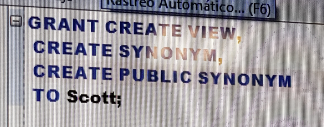 Rastreo Automático... (F6)
GRANT CREATE VIEW,
CREATE SYNONYM,
CREATE PUBLIC SYNONYM
TO Scott;